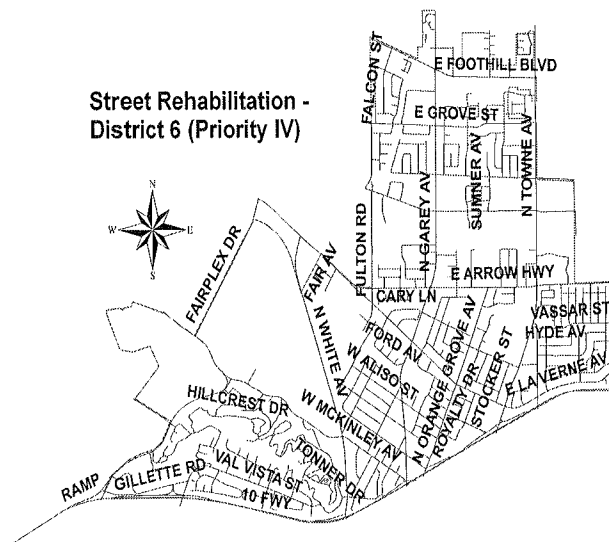 Street Rehabilitation -
District 6 (Priority IV)
N
W
E
S
FALCON ST
E FOOTHILL BLVD
E GROVE ST
N GAREY AV
SUMNER AV
N TOWNE AV
FULTON RD
FAIRPLEX DR
FAIR AV
N WHITE AV
E ARROW HWY
CARY LN
VASSAR ST
HYDE AV
FORD AV
W ALISO ST
N ORANGE GROVE AV
ROYALTY DR
STOCKER ST
E LA VERNE AV
HILLCREST DR
W MCKINLEY AV
TONNER DR
VAL VISTA ST
GILLETTE RD
10 FWY
RAMP